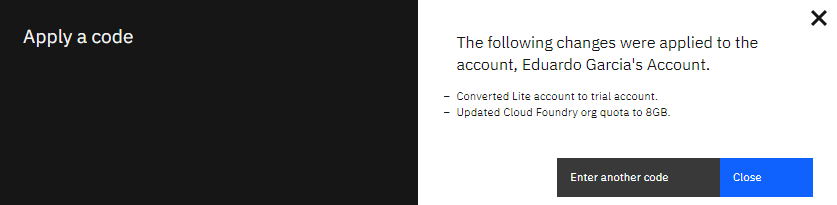 Apply a code
The following changes were applied to the
account, Eduardo Garcia's Account.
– Converted Lite account to trial account.
– Updated Cloud Foundry org quota to 8GB.
Enter another code
Close